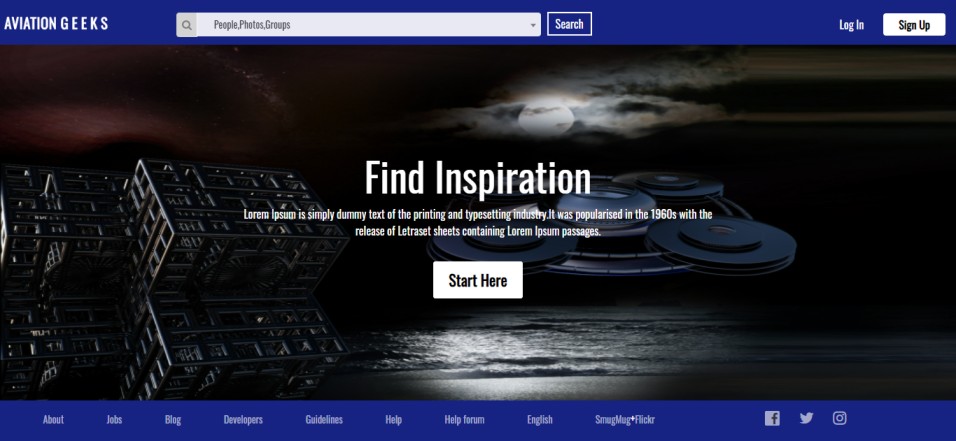 AVIATION GEEKS
People,Photos,Groups
Search
Log In
Sign Up
Find Inspiration
Lorem Ipsum is simply dummy text of the printing and typesetting industry.It was popularised in the 1960s with the
release of Letraset sheets containing Lorem Ipsum passages.
Start Here
About Jobs Blog Developers Guidelines Help Help forum English SmugMug+Flickr